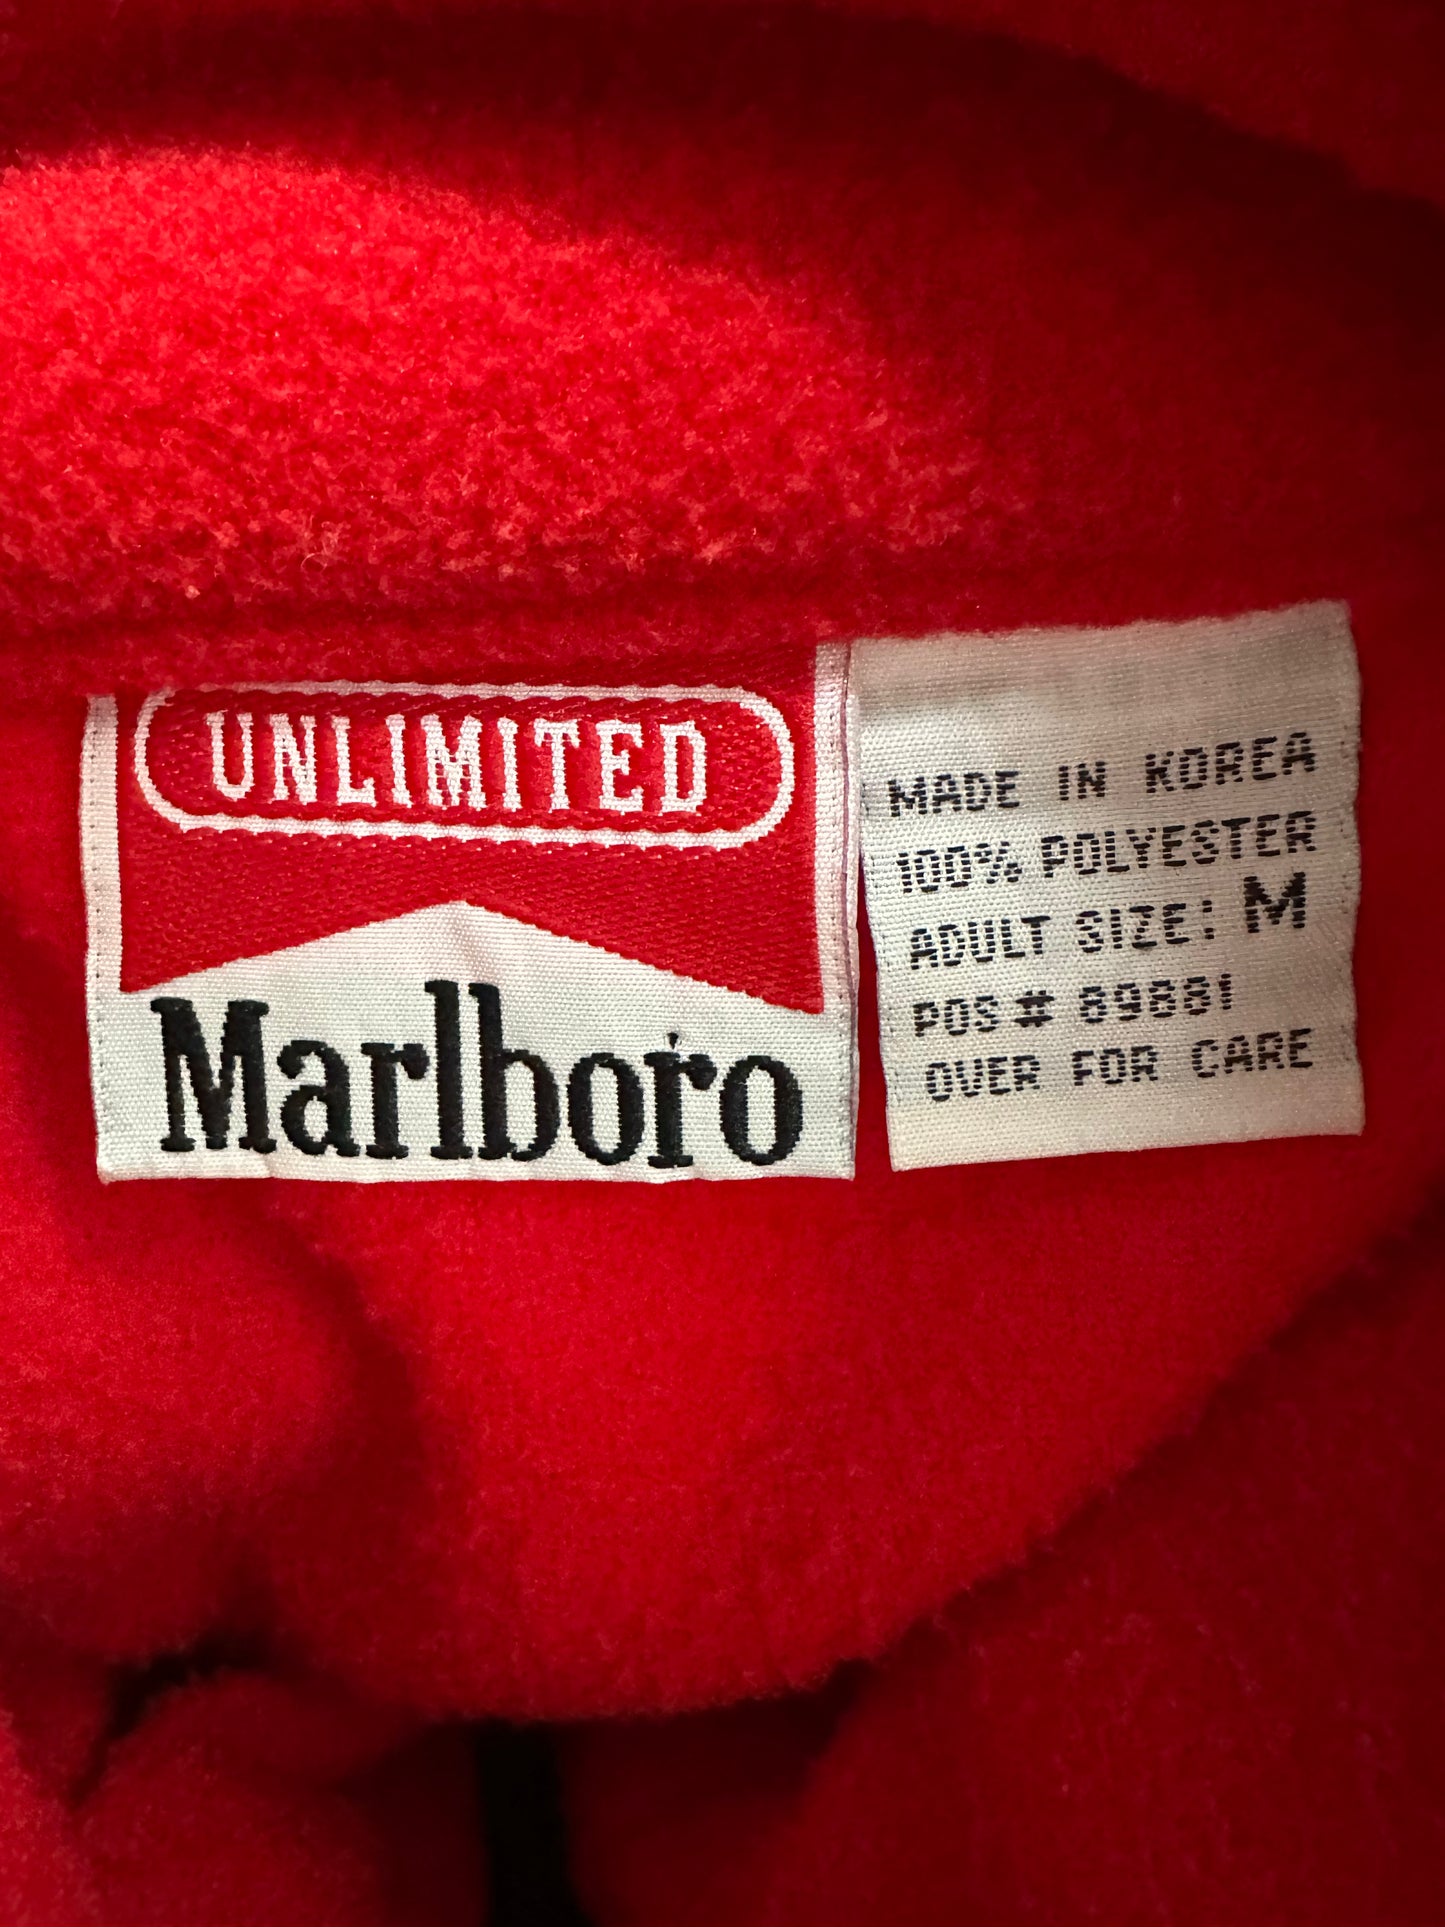 UNLIMITED
Marlboro
MADE IN KOREA
100% POLYESTER
ADULT SIZE: M
POS # 89881
OVER FOR CARE